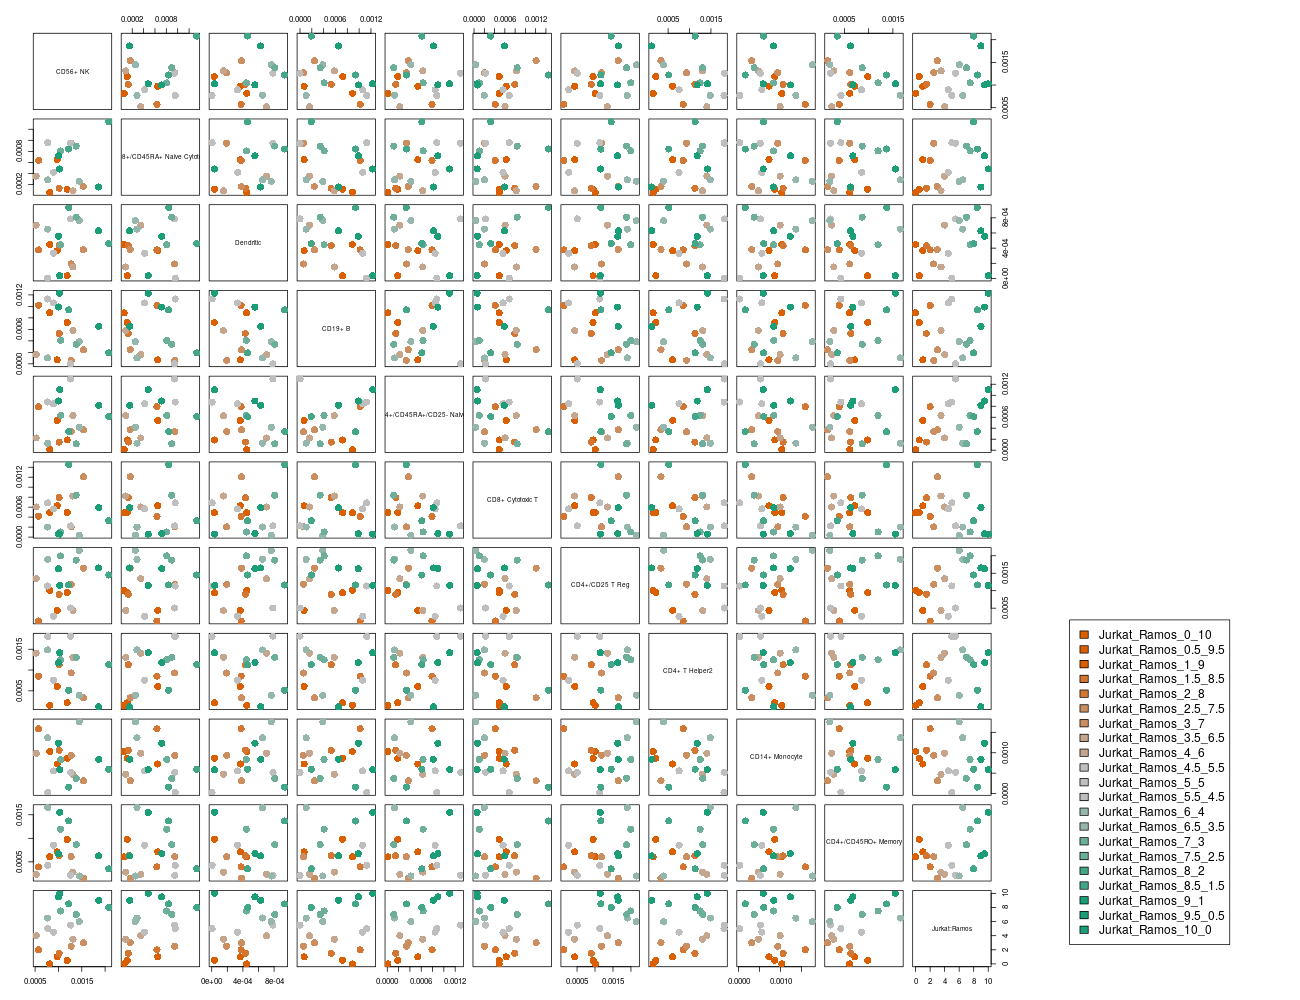 0.0002 0.0008 0.0000 0.0006 0.0012 0.0000 0.0006 0.0012 0.0005 0.0015 0.0005 0.0015
CD56+ NK
0.0005 0.0015
8+/CD45RA+ Naive Cytot
0.0002 0.0008
Dendritic
0e+00 4e-04 8e-04
CD19+ B
0.0000 0.0006 0.0012
4+/CD45RA+/CD25- Naiv
0.0000 0.0006 0.0012
CD8+ Cytotoxic T
0.0000 0.0006 0.0012
CD4+/CD25 T Reg
0.0005 0.0015
CD4+ T Helper2
0.0005 0.0015
CD14+ Monocyte
0.0000 0.0010
CD4+/CD45RO+ Memory
0.0005 0.0015
Jurkat:Ramos
0 2 4 6 8 10
0.0005 0.0015 0e+00 4e-04 8e-04 0.0000 0.0006 0.0012 0.0005 0.0015 0.0000 0.0010 0 2 4 6 8 10
Jurkat_Ramos_0_10
Jurkat_Ramos_0.5_9.5
Jurkat_Ramos_1_9
Jurkat_Ramos_1.5_8.5
Jurkat_Ramos_2_8
Jurkat_Ramos_2.5_7.5
Jurkat_Ramos_3_7
Jurkat_Ramos_3.5_6.5
Jurkat_Ramos_4_6
Jurkat_Ramos_4.5_5.5
Jurkat_Ramos_5_5
Jurkat_Ramos_5.5_4.5
Jurkat_Ramos_6_4
Jurkat_Ramos_6.5_3.5
Jurkat_Ramos_7_3
Jurkat_Ramos_7.5_2.5
Jurkat_Ramos_8_2
Jurkat_Ramos_8.5_1.5
Jurkat_Ramos_9_1
Jurkat_Ramos_9.5_0.5
Jurkat_Ramos_10_0